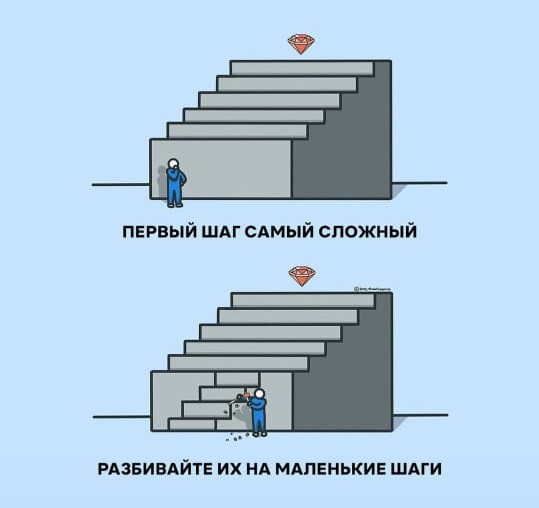 ПЕРВЫЙ ШАГ САМЫЙ СЛОЖНЫЙ
РАЗБИВАЙТЕ ИХ НА МАЛЕНЬКИЕ ШАГИ